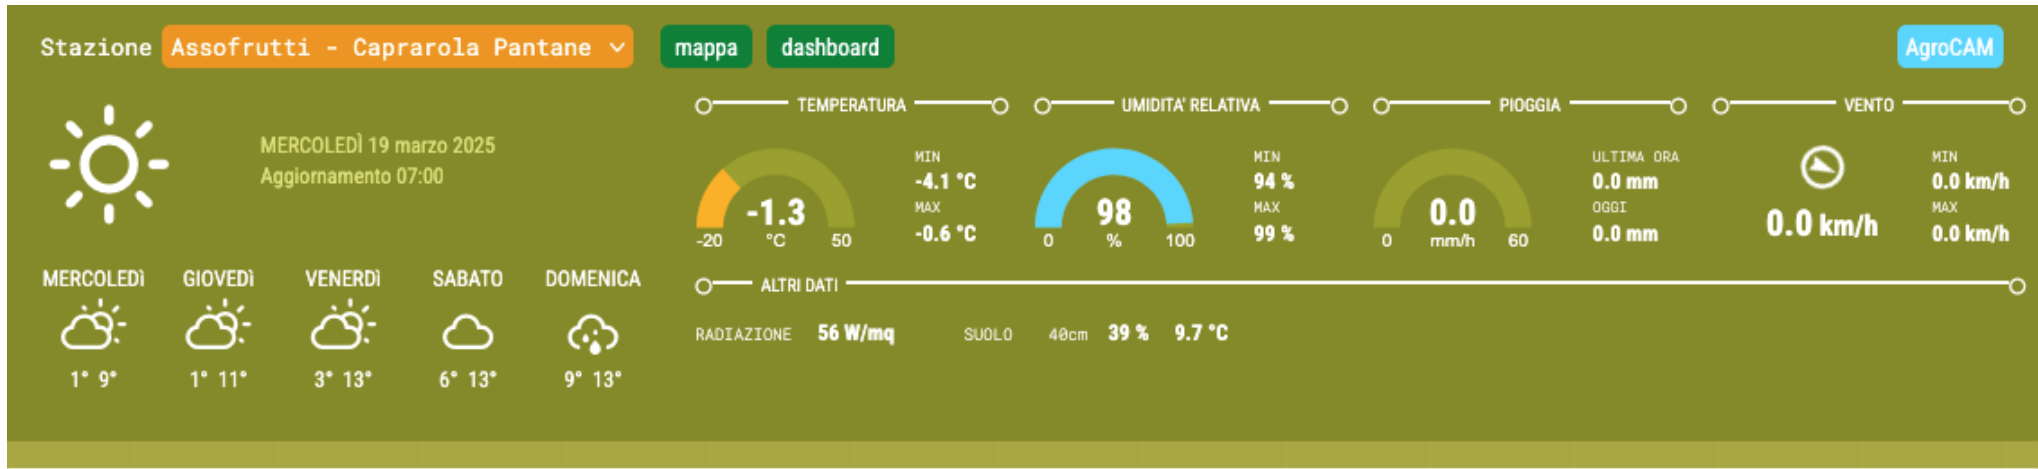 Stazione Assofrutti - Caprarola Pantane mappa dashboard AgroCAM
MERCOLEDÌ 19 marzo 2025
Aggiornamento 07:00
MERCOLEDÌ GIOVEDÌ VENERDÌ SABATO DOMENICA
1° 9° 1° 11° 3° 13° 6° 13° 9° 13°
TEMPERATURA
-1.3
-20 °C 50
MIN
-4.1 °C
MAX
-0.6 °C
UMIDITA' RELATIVA
98
0 % 100
MIN
94 %
MAX
99 %
PIOGGIA
0.0
0 mm/h 60
ULTIMA ORA
0.0 mm
OGGI
0.0 mm
VENTO
0.0 km/h
MIN
0.0 km/h
MAX
0.0 km/h
ALTRI DATI
RADIAZIONE 56 W/mq SUOLO 40cm 39 % 9.7 °C